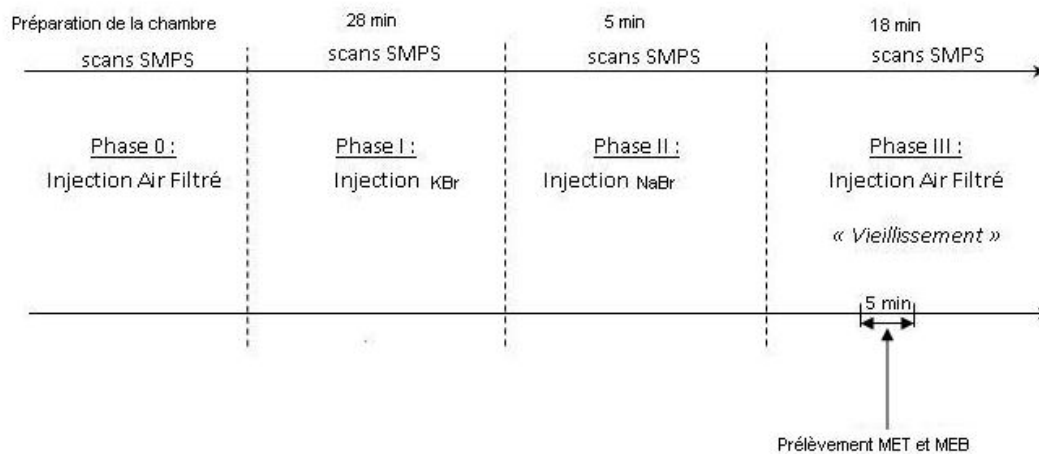 Préparation de la chambre
28 min
5 min
18 min
scans SMPS
scans SMPS
scans SMPS
scans SMPS
Phase 0 :
Phase I :
Phase II :
Phase III :
Injection Air Filtré
Injection KBr
Injection NaBr
Injection Air Filtré
« Vieillissement »
5 min
Prélèvement MET et MEB